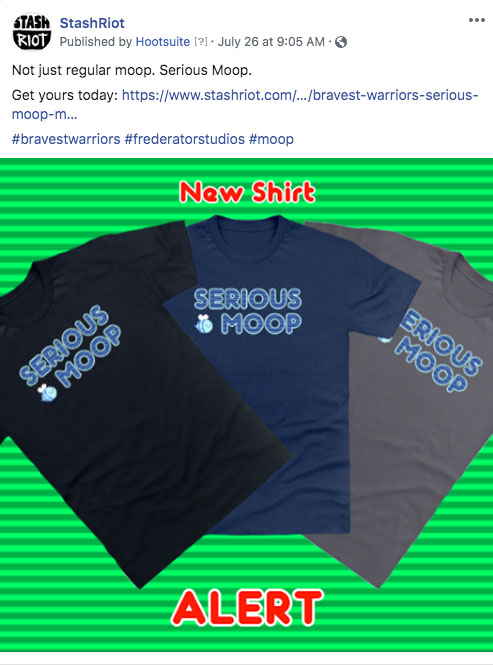 STASH
RIOT
StashRiot
Published by Hootsuite [?] · July 26 at 9:05 AM ·
Not just regular moop. Serious Moop.
Get yours today: https://www.stashriot.com/.../bravest-warriors-serious-
moop-m...
#bravestwarriors #frederatorstudios #moop
New Shirt
SERIOUS
MOOP
SERIOUS
MOOP
ERIOUS
MOOP
ALERT